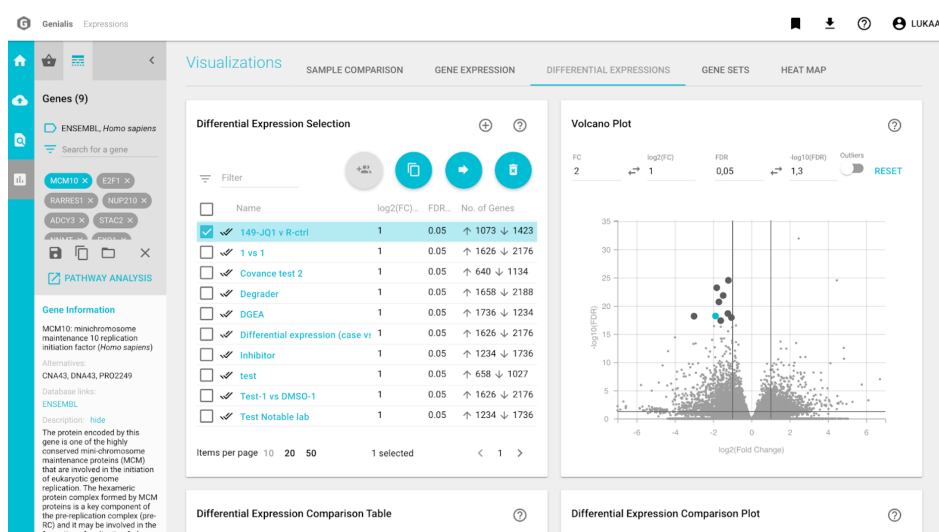 Genialis Expressions
LUKAA
Visualizations
SAMPLE COMPARISON GENE EXPRESSION DIFFERENTIAL EXPRESSIONS GENE SETS HEAT MAP
Genes (9)
ENSEMBL, Homo sapiens
Search for a gene
MCM10 × E2F1 ×
RARRES1 × NUP210 ×
ADCY3 × STAC2 ×
PATHWAY ANALYSIS
Gene Information
MCM10: minichromosome
maintenance 10 replication
initiation factor (Homo sapiens)
Alternatives:
CNA43, DNA43, PRO2249
Database links:
ENSEMBL
Description: hide
The protein encoded by this
gene is one of the highly
conserved mini-chromosome
maintenance proteins (MCM)
that are involved in the initiation
of eukaryotic genome
replication. The hexameric
protein complex formed by MCM
proteins is a key component of
the pre-replication complex (pre-
RC) and it may be involved in the
Differential Expression Selection
Filter
Name log2(FC)... FDR... No. of Genes
149-JQ1 v R-ctrl 1 0.05 ↑ 1073 ↓ 1423
1 vs 1 1 0.05 ↑ 1626 ↓ 2176
Covance test 2 1 0.05 ↑ 640 ↓ 1134
Degrader 1 0.05 ↑ 1658 ↓ 2188
DGEA 1 0.05 ↑ 1736 ↓ 1234
Differential expression (case vs 1 0.05 ↑ 1626 ↓ 2176
Inhibitor 1 0.05 ↑ 1234 ↓ 1736
test 1 0.05 ↑ 658 ↓ 1027
Test-1 vs DMSO-1 1 0.05 ↑ 1626 ↓ 2176
Test Notable lab 1 0.05 ↑ 1234 ↓ 1736
Items per page 10 20 50 1 selected < 1 >
Volcano Plot
FC log2(FC) FDR -log10(FDR) Outliers
2 1 0,05 1,3 RESET
35
30
25
20
15
10
5
0
-log10(FDR)
-6 -4 -2 0 2 4 6
log2(Fold Change)
Differential Expression Comparison Table
Differential Expression Comparison Plot